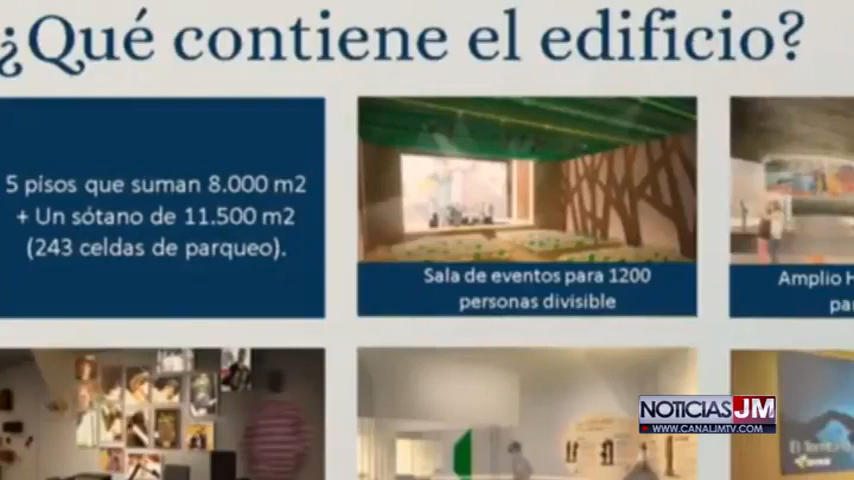 ¿Qué contiene el edificio?
5 pisos que suman 8.000 m2
+ Un sótano de 11.500 m2
(243 celdas de parqueo).
Sala de eventos para 1200
personas divisible
Amplio
NOTICIAS JM
WWW.CANALJMTV.COM
El